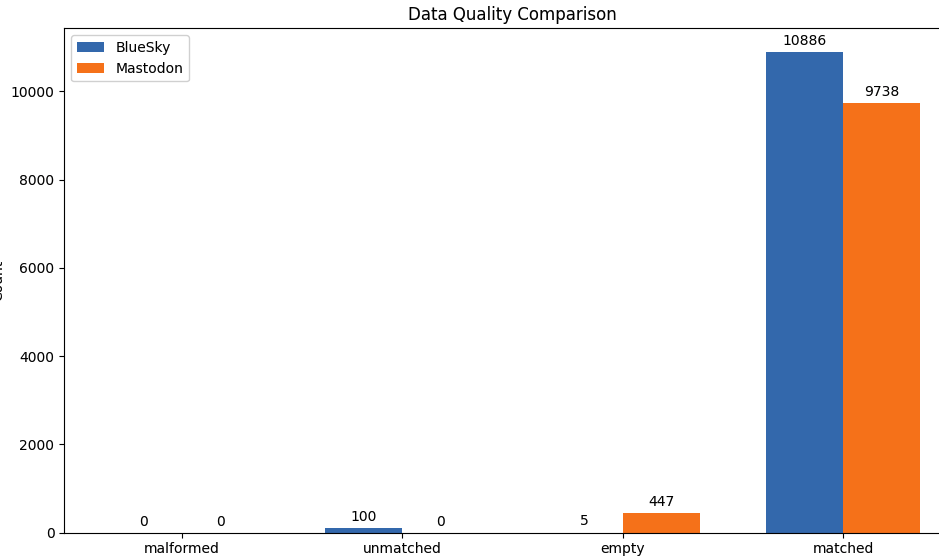 Data Quality Comparison
BlueSky
Mastodon
10886
9738
10000
8000
6000
4000
2000
0
0
0
100
0
5
447
malformed
unmatched
empty
matched